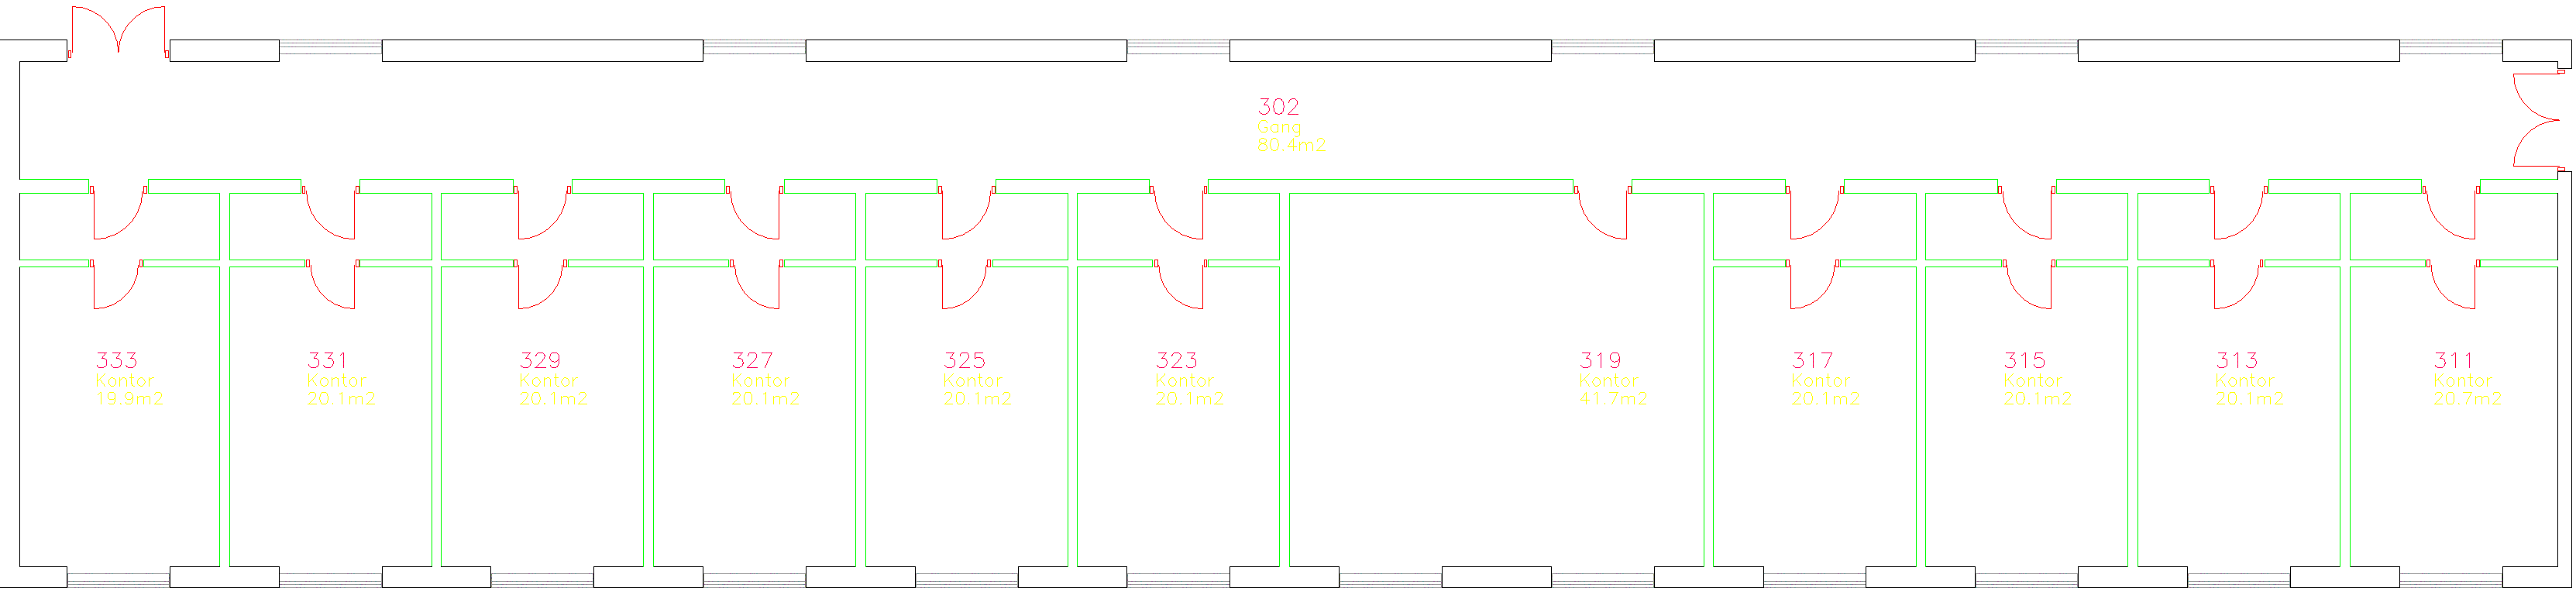 302
Gang
80.4m2
333
Kontor
19.9m2
331
Kontor
20.1m2
329
Kontor
20.1m2
327
Kontor
20.1m2
325
Kontor
20.1m2
323
Kontor
20.1m2
319
Kontor
41.7m2
317
Kontor
20.1m2
315
Kontor
20.1m2
313
Kontor
20.1m2
311
Kontor
20.7m2